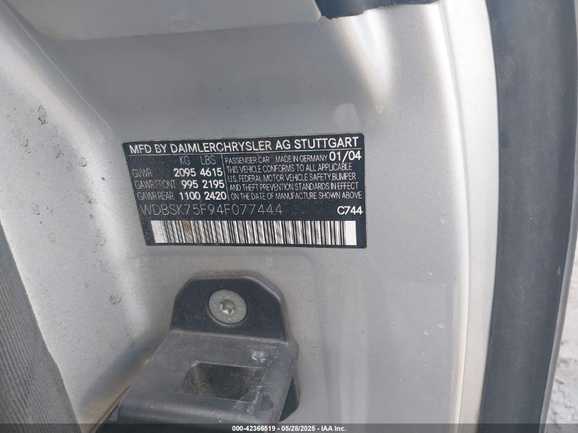 MFD BY DAIMLERCHRYSLER AG STUTTGART
KG LBS PASSENGER CAR MADE IN GERMANY 01/04
GVWR 2095 4615 THIS VEHICLE CONFORMS TO ALL APPLICABLE
GAWR FRONT 995 2195 U.S. FEDERAL MOTOR VEHICLE SAFETY, BUMPER
GAWR REAR 1100 2420 AND THEFT PREVENTION STANDARDS IN EFFECT
ON THE DATE OF MANUFACTURE SHOWN ABOVE
WDBSK75F94F077444 C744
000-42366519 - 05/28/2025 - IAA Inc.